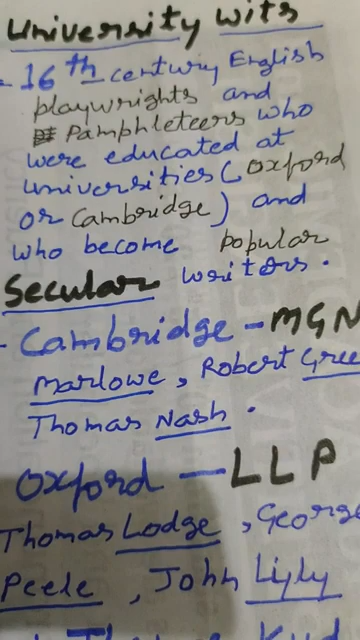 University wits
- 16th century English
playwrights and
Pamphleteers who
were educated at
universities (Oxford
or Cambridge) and
who become popular
Secular writers.
- Cambridge - MGN
Marlowe, Robert Gree
Thomas Nash.
Oxford - LLP
Thomas Lodge, George
Peele, John Lyly